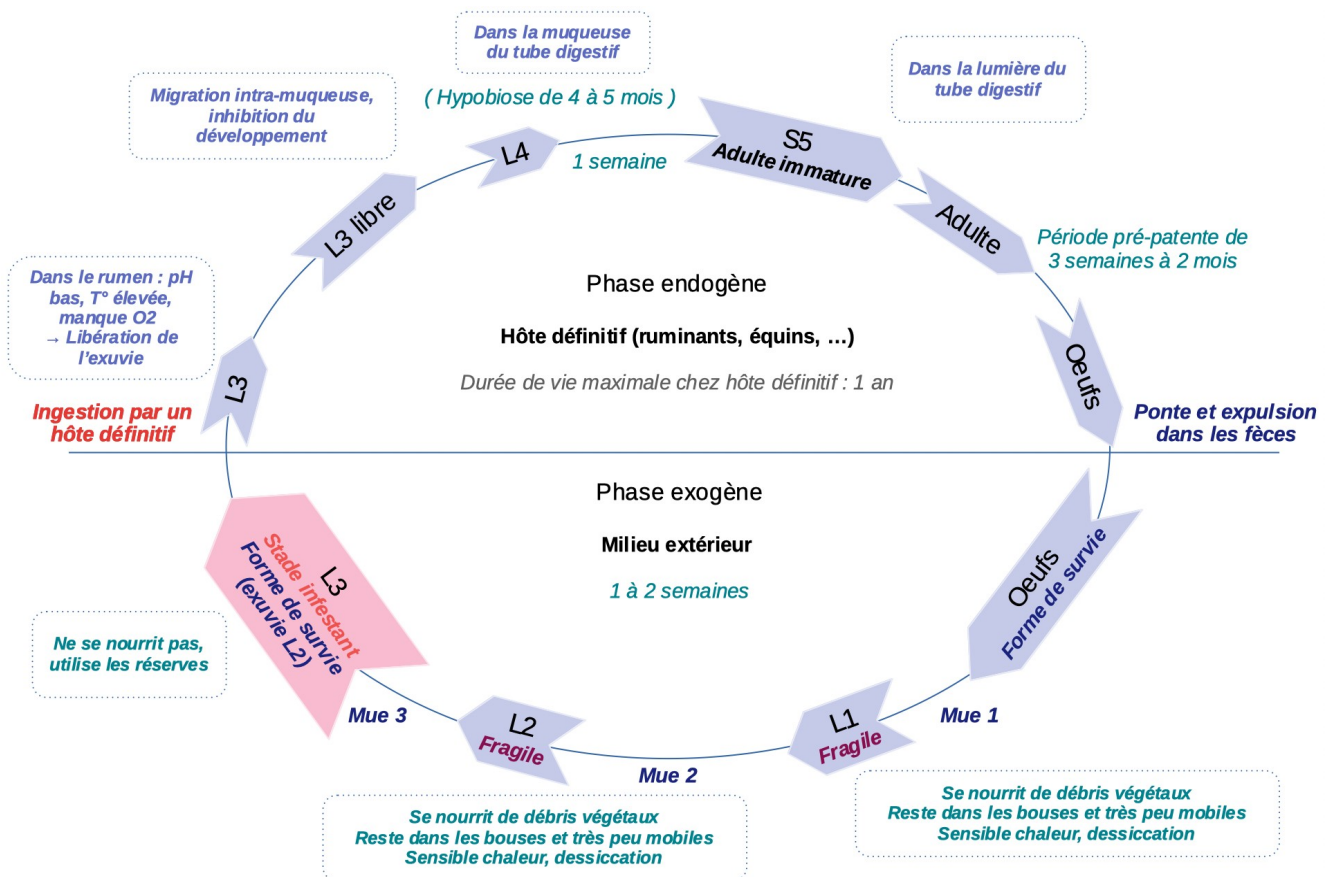 Dans la muqueuse
du tube digestif
( Hypobiose de 4 à 5 mois )
Migration intra-muqueuse,
inhibition du
développement
Dans la lumière du
tube digestif
L4
1 semaine
S5
Adulte immature
L3 libre
Adulte
Période pré-patente de
3 semaines à 2 mois
Dans le rumen : pH
bas, T° élevée,
manque O2
→ Libération de
l'exuvie
Phase endogène
Hôte définitif (ruminants, équins, …)
Durée de vie maximale chez hôte définitif : 1 an
L3
Oeufs
Ingestion par un
hôte définitif
Ponte et expulsion
dans les fèces
Phase exogène
Milieu extérieur
1 à 2 semaines
L3
Stade infestant
Forme de survie
(exuvie L2)
Oeufs
Forme de survie
Ne se nourrit pas,
utilise les réserves
Mue 3
L2
Fragile
Mue 2
L1
Fragile
Mue 1
Se nourrit de débris végétaux
Reste dans les bouses et très peu mobiles
Sensible chaleur, dessiccation
Se nourrit de débris végétaux
Reste dans les bouses et très peu mobiles
Sensible chaleur, dessiccation